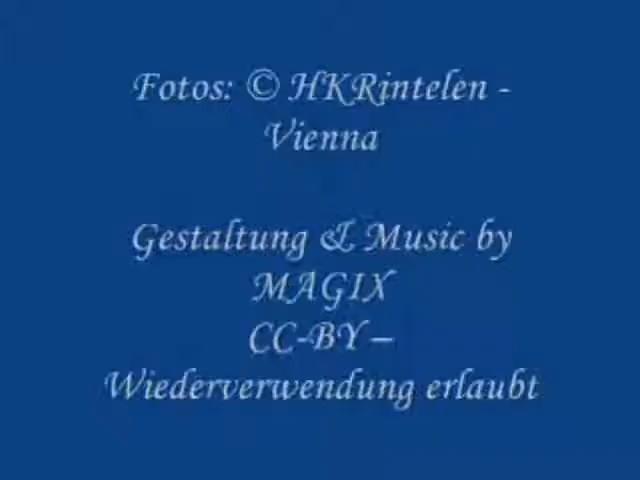 Fotos: © HKRintelen -
Vienna
Gestaltung & Music by
MAGIX
CC-BY –
Wiederverwendung erlaubt